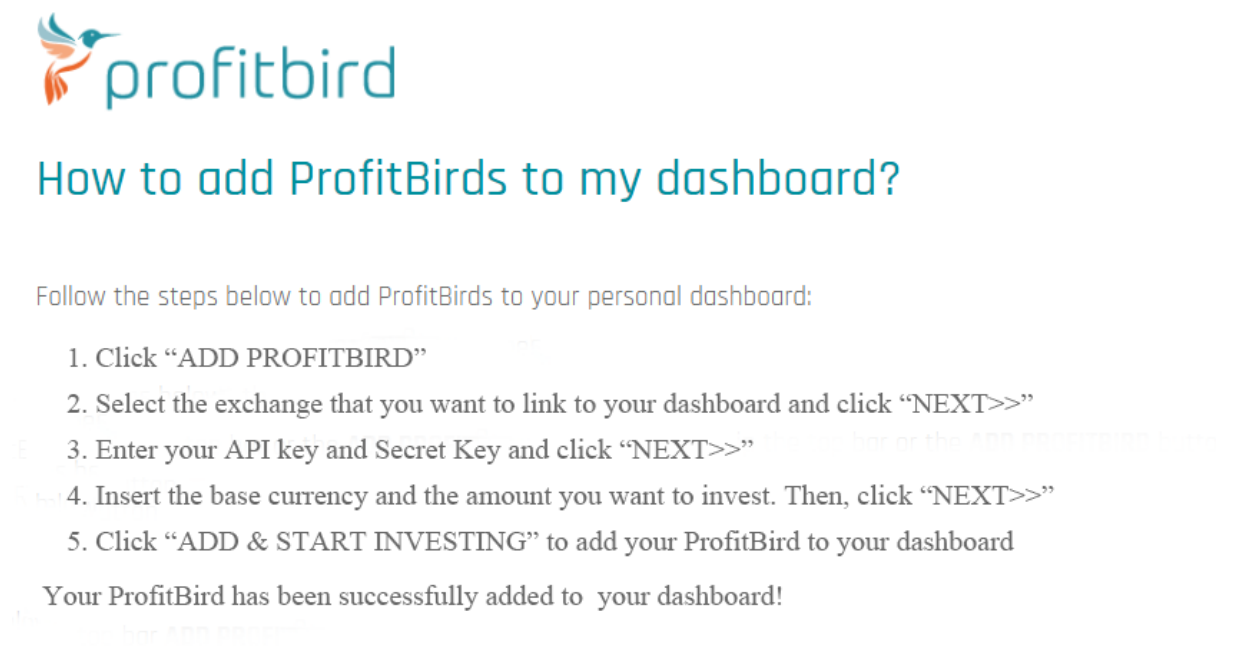 profitbird
How to add ProfitBirds to my dashboard?
Follow the steps below to add ProfitBirds to your personal dashboard:
1. Click “ADD PROFITBIRD”
2. Select the exchange that you want to link to your dashboard and click “NEXT>>”
3. Enter your API key and Secret Key and click “NEXT>>”
4. Insert the base currency and the amount you want to invest. Then, click “NEXT>>”
5. Click “ADD & START INVESTING” to add your ProfitBird to your dashboard
Your ProfitBird has been successfully added to  your dashboard!